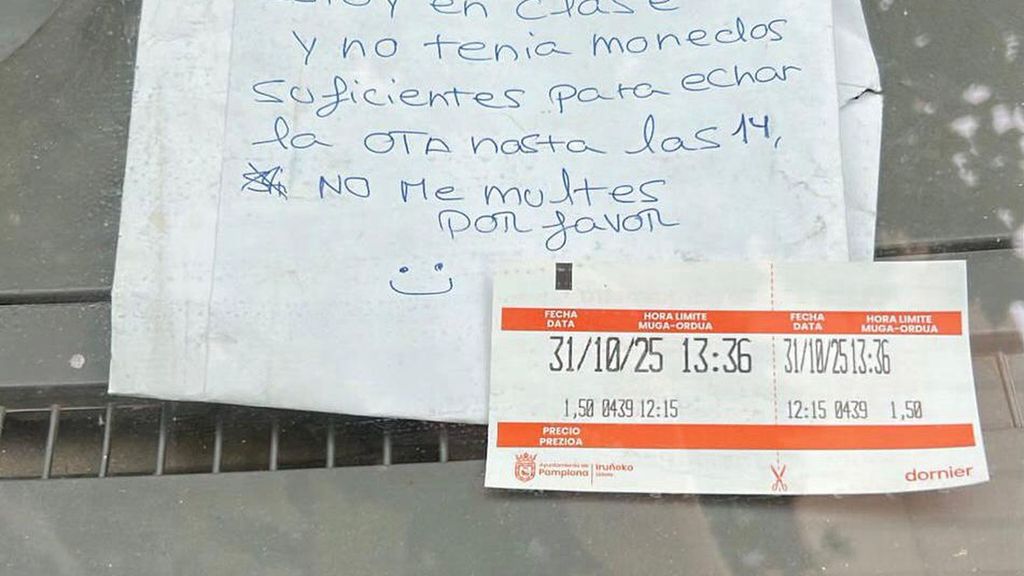 en clase
Y no tenia monedas
suficientes para echar
la OTA hasta las 14,
NO Me multes
POR favor
FECHA DATA HORA LIMITE MUGA-ORDUA FECHA DATA HORA LIMITE MUGA-ORDUA
31/10/25 13:36 31/10/25 13:36
1,50 0439 12:15 12:15 0439 1,50
PRECIO
PREZIOA
Ayuntamiento de Pamplona Iruñeko Udala dornier